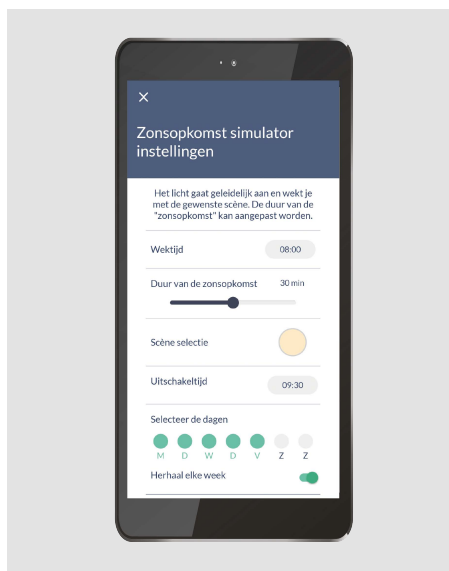 Zonsopkomst simulator
instellingen
Het licht gaat geleidelijk aan en wekt je
met de gewenste scène. De duur van de
"zonsopkomst" kan aangepast worden.
Wektijd 08:00
Duur van de zonsopkomst 30 min
Scène selectie
Uitschakeltijd 09:30
Selecteer de dagen
M D W D V Z Z
Herhaal elke week